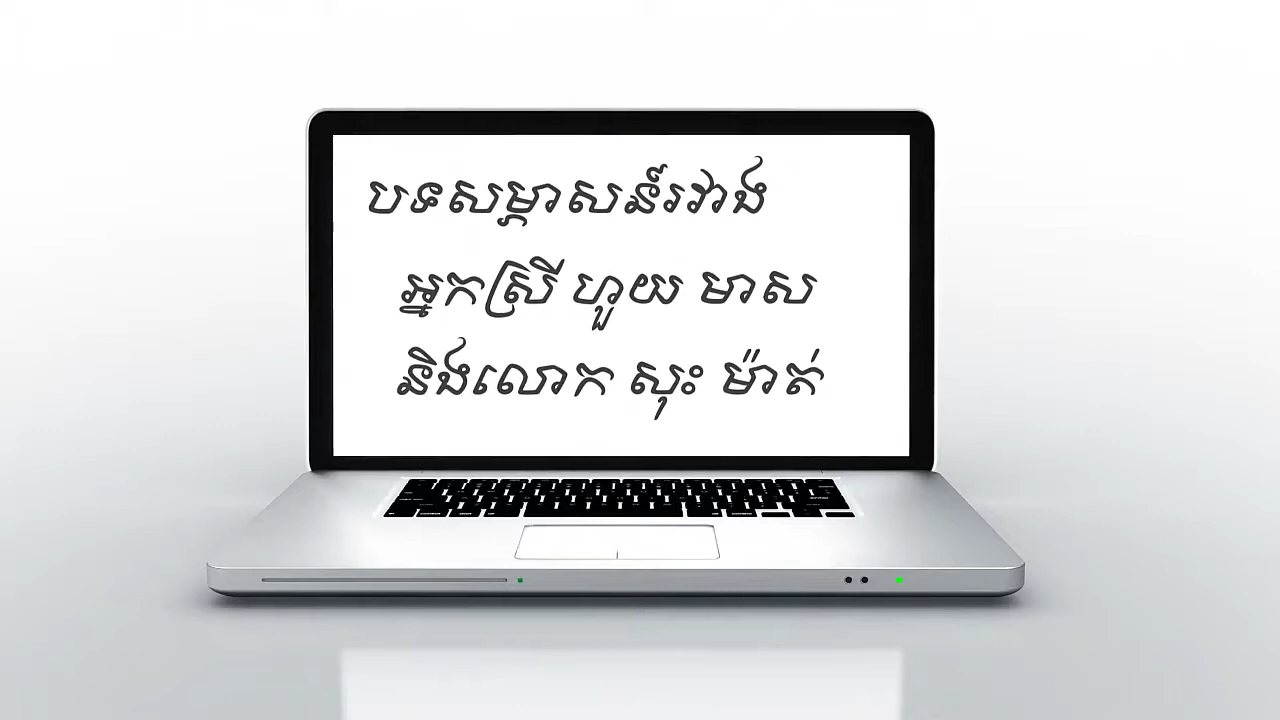 បទសម្ភាសន៍រវាង
អ្នកស្រី ហួយ មាស
និងលោក សុះ ម៉ាត់